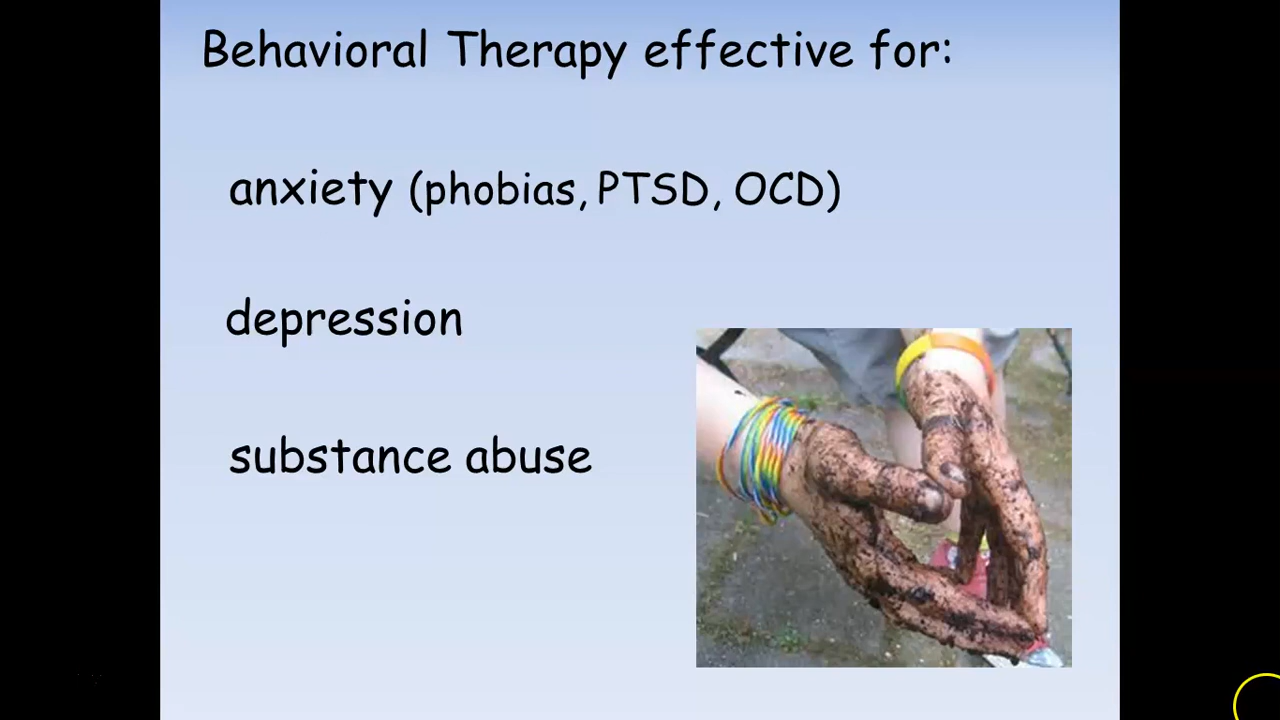 Behavioral Therapy effective for:
anxiety (phobias, PTSD, OCD)
depression
substance abuse